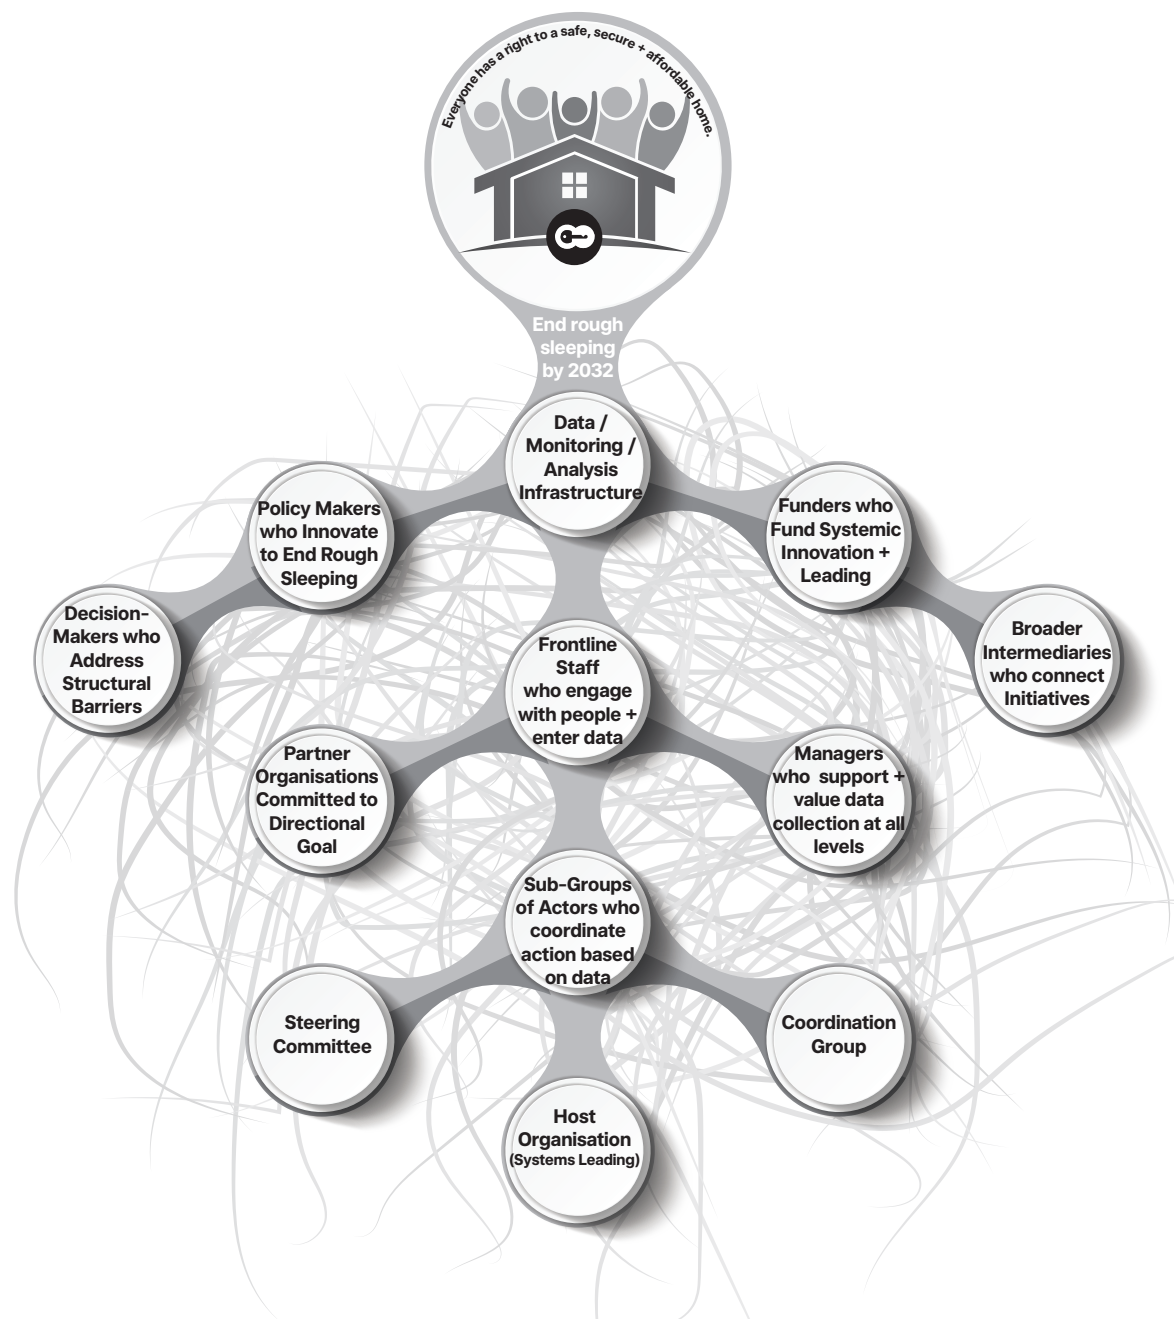 Everyone has a right to a safe, secure + affordable home.
End rough
sleeping
by 2032
Data /
Monitoring /
Analysis
Infrastructure
Policy Makers
who Innovate
to End Rough
Sleeping
Funders who
Fund Systemic
Innovation +
Leading
Decision-
Makers who
Address
Structural
Barriers
Broader
Intermediaries
who connect
Initiatives
Frontline
Staff
who engage
with people +
enter data
Partner
Organisations
Committed to
Directional
Goal
Managers
who support +
value data
collection at all
levels
Sub-Groups
of Actors who
coordinate
action based
on data
Steering
Committee
Coordination
Group
Host
Organisation
(Systems Leading)